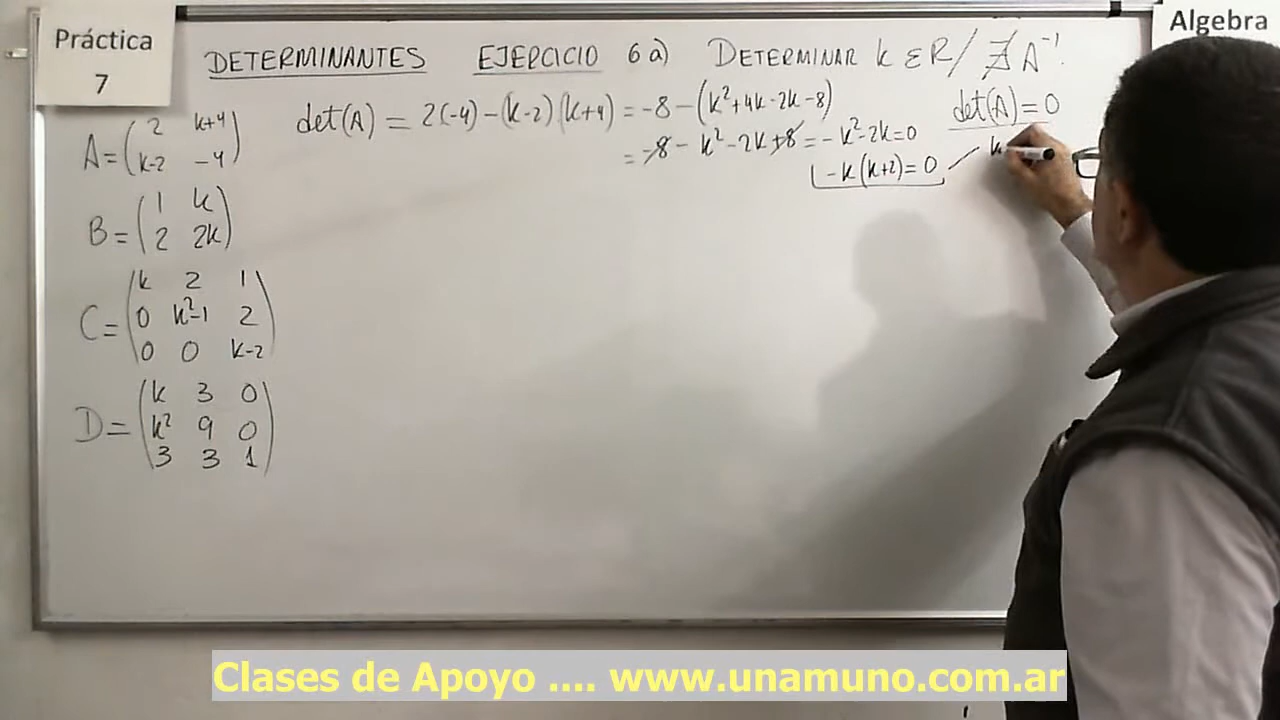 Práctica
7
Algebra
DETERMINANTES EJERCICIO 6a) DETERMINAR K ε R / ∄ A⁻¹.
A = ( 2 k+4
k-2 -4 )
det(A) = 2(-4) - (k-2)(k+4) = -8 - (k²+4k-2k-8)
= -8 - k² - 2k + 8 = -k² - 2k = 0
-k(k+2) = 0
det(A) = 0
k
B = ( 1 k
2 2k )
C = ( k 2 1
0 k²-1 2
0 0 k-2 )
D = ( k 3 0
k² 9 0
3 3 1 )
Clases de Apoyo .... www.unamuno.com.ar